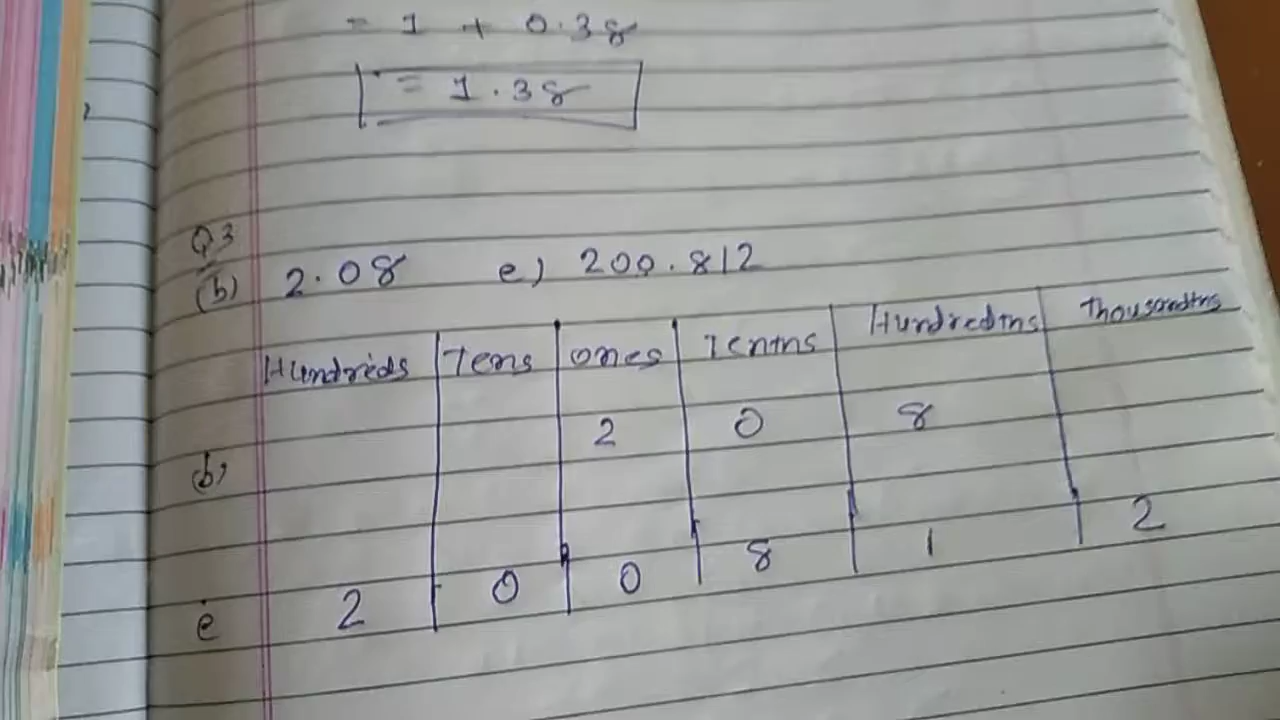 = 1 + 0.38
= 1.38
Q3
(b) 2.08 e) 200.812
Hundreds Tens ones Tenths Hundredths Thousandths
(b) 2 0 8
e 2 0 0 8 1 2